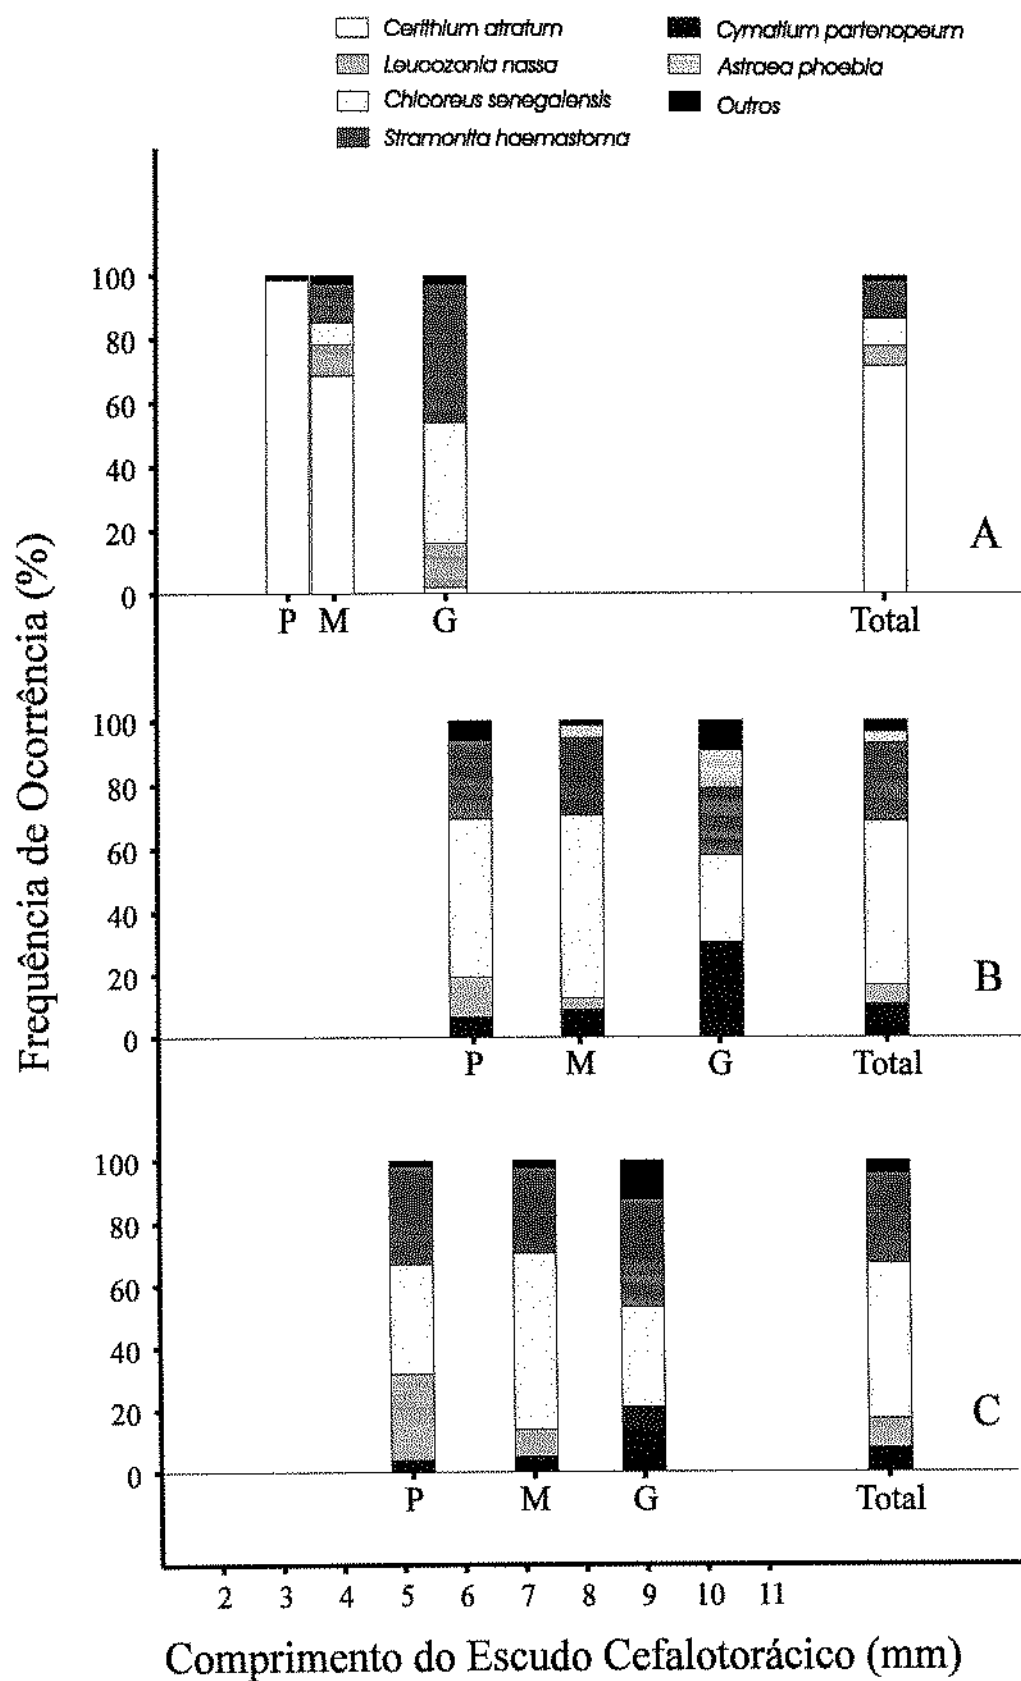 Cerithium atratum
Leucozonia nassa
Chicoreus senegalensis
Stramonita haemastoma
Cymatium partenopeum
Astraea phoebia
Outros
Frequência de Ocorrência (%)
100
80
60
40
20
0
P M G Total
A
100
80
60
40
20
0
P M G Total
B
100
80
60
40
20
0
P M G Total
C
2 3 4 5 6 7 8 9 10 11
Comprimento do Escudo Cefalotorácico (mm)